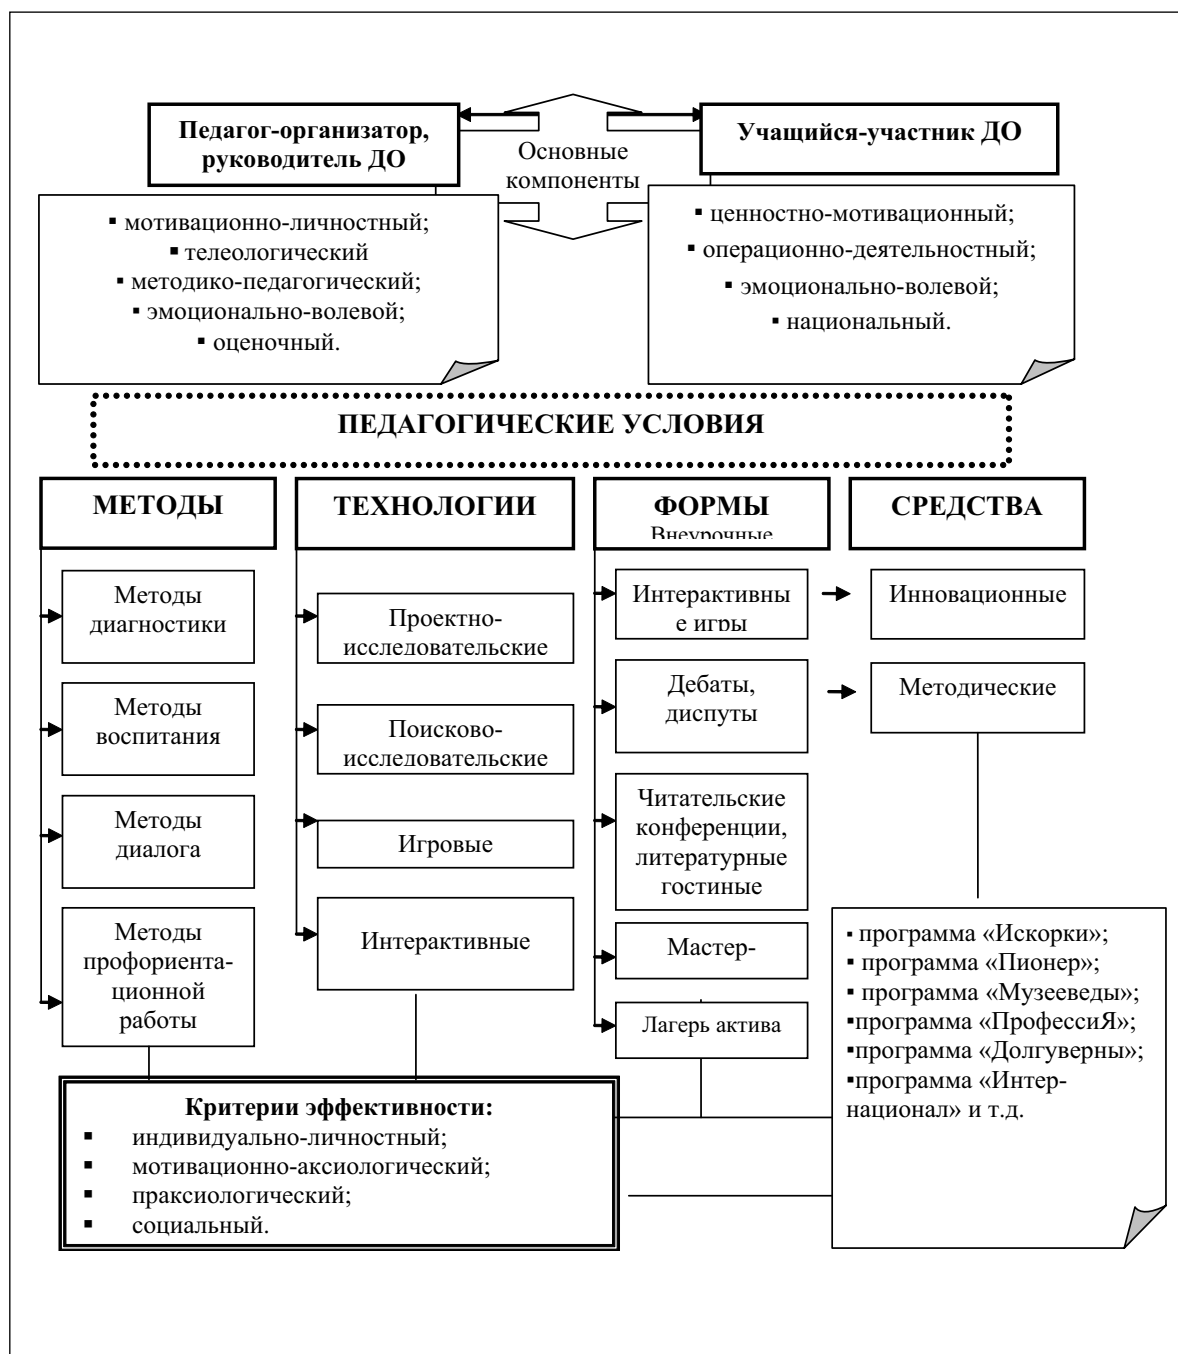 Педагог-организатор,
руководитель ДО
Основные
компоненты
Учащийся-участник ДО
▪ мотивационно-личностный;
▪ телеологический
▪ методико-педагогический;
▪ эмоционально-волевой;
▪ оценочный.
▪ ценностно-мотивационный;
▪ операционно-деятельностный;
▪ эмоционально-волевой;
▪ национальный.
ПЕДАГОГИЧЕСКИЕ УСЛОВИЯ
МЕТОДЫ
Методы
диагностики
Методы
воспитания
Методы
диалога
Методы
профориента-
ционной
работы
ТЕХНОЛОГИИ
Проектно-
исследовательские
Поисково-
исследовательские
Игровые
Интерактивные
ФОРМЫ
Внеурочные
Интерактивны
е игры
Дебаты,
диспуты
Читательские
конференции,
литературные
гостиные
Мастер-
Лагерь актива
СРЕДСТВА
Инновационные
Методические
▪ программа «Искорки»;
▪ программа «Пионер»;
▪ программа «Музееведы»;
▪программа «ПрофессиЯ»;
▪программа «Долгуверны»;
▪программа «Интер-
национал» и т.д.
Критерии эффективности:
▪ индивидуально-личностный;
▪ мотивационно-аксиологический;
▪ праксиологический;
▪ социальный.